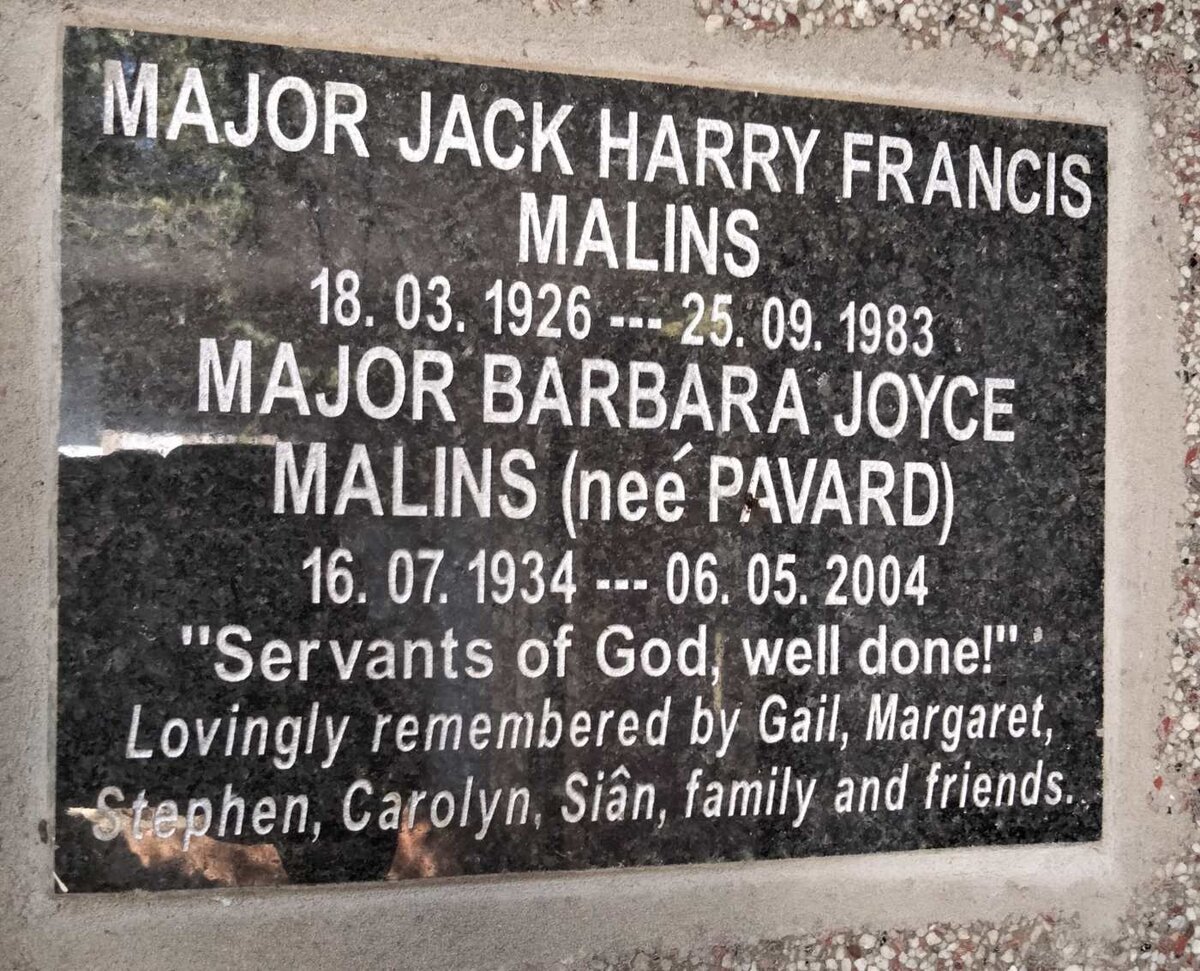 MAJOR JACK HARRY FRANCIS
MALINS
18. 03. 1926 --- 25. 09. 1983
MAJOR BARBARA JOYCE
MALINS (neé PAVARD)
16. 07. 1934 --- 06. 05. 2004
"Servants of God, well done!"
Lovingly remembered by Gail, Margaret,
Stephen, Carolyn, Siân, family and friends.